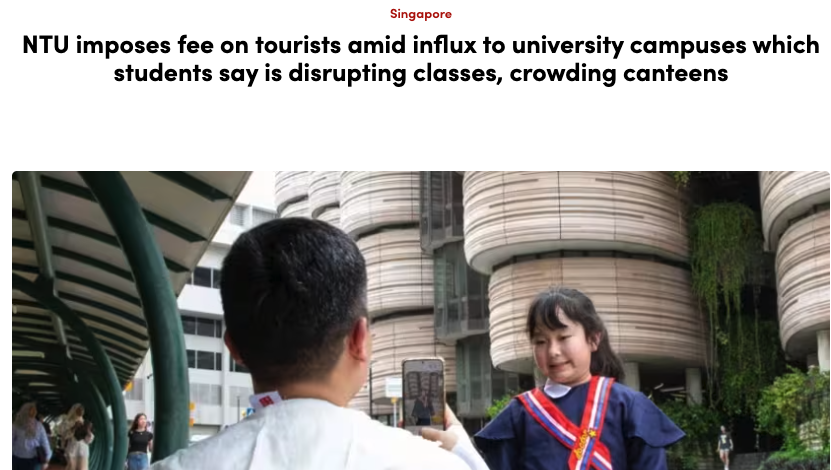 Singapore
NTU imposes fee on tourists amid influx to university campuses which
students say is disrupting classes, crowding canteens